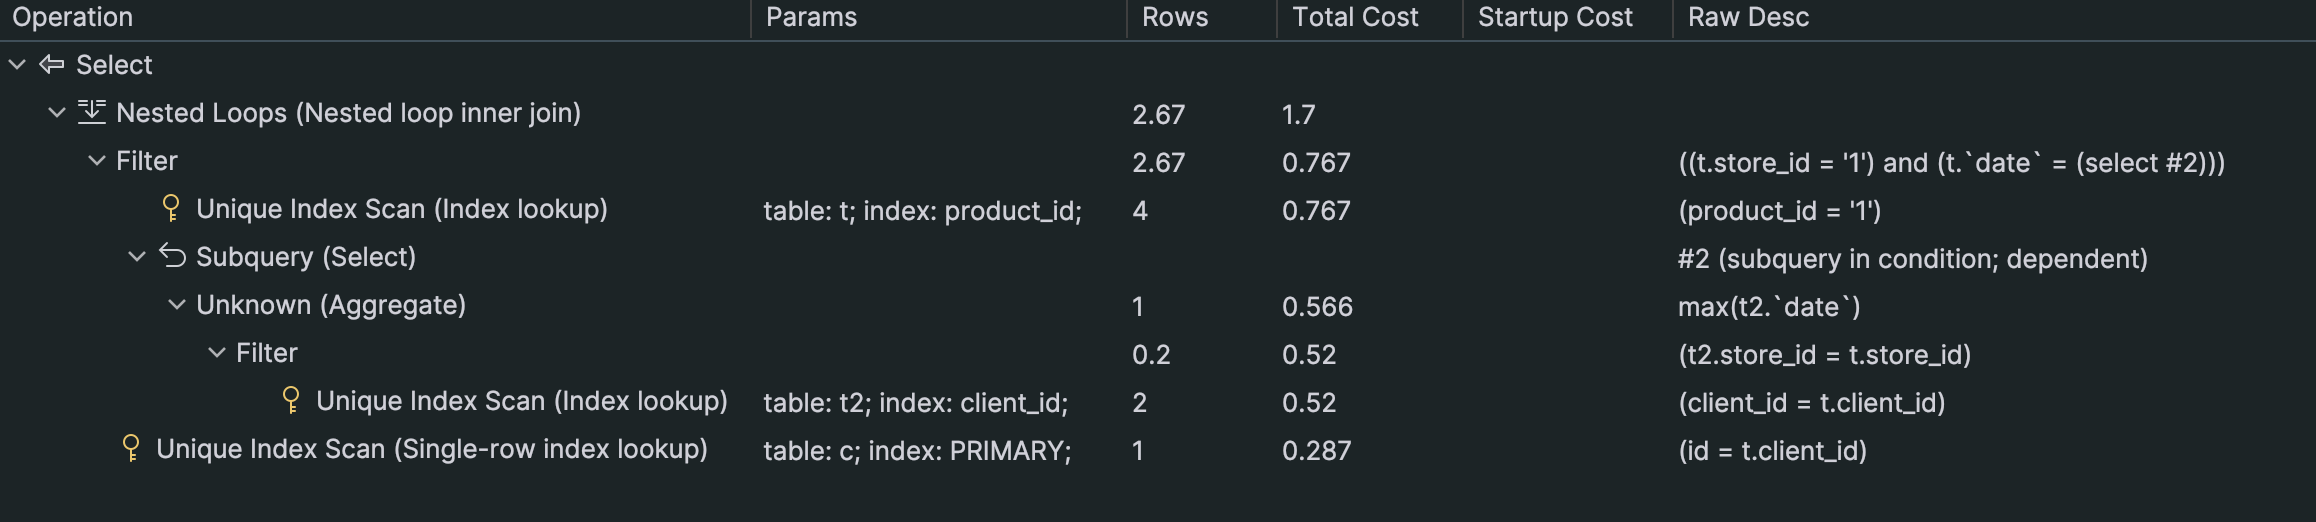 Operation Params Rows Total Cost Startup Cost Raw Desc
Select
Nested Loops (Nested loop inner join) 2.67 1.7
Filter 2.67 0.767 ((t.store_id = '1') and (t.`date` = (select #2)))
Unique Index Scan (Index lookup) table: t; index: product_id; 4 0.767 (product_id = '1')
Subquery (Select) #2 (subquery in condition; dependent)
Unknown (Aggregate) 1 0.566 max(t2.`date`)
Filter 0.2 0.52 (t2.store_id = t.store_id)
Unique Index Scan (Index lookup) table: t2; index: client_id; 2 0.52 (client_id = t.client_id)
Unique Index Scan (Single-row index lookup) table: c; index: PRIMARY; 1 0.287 (id = t.client_id)